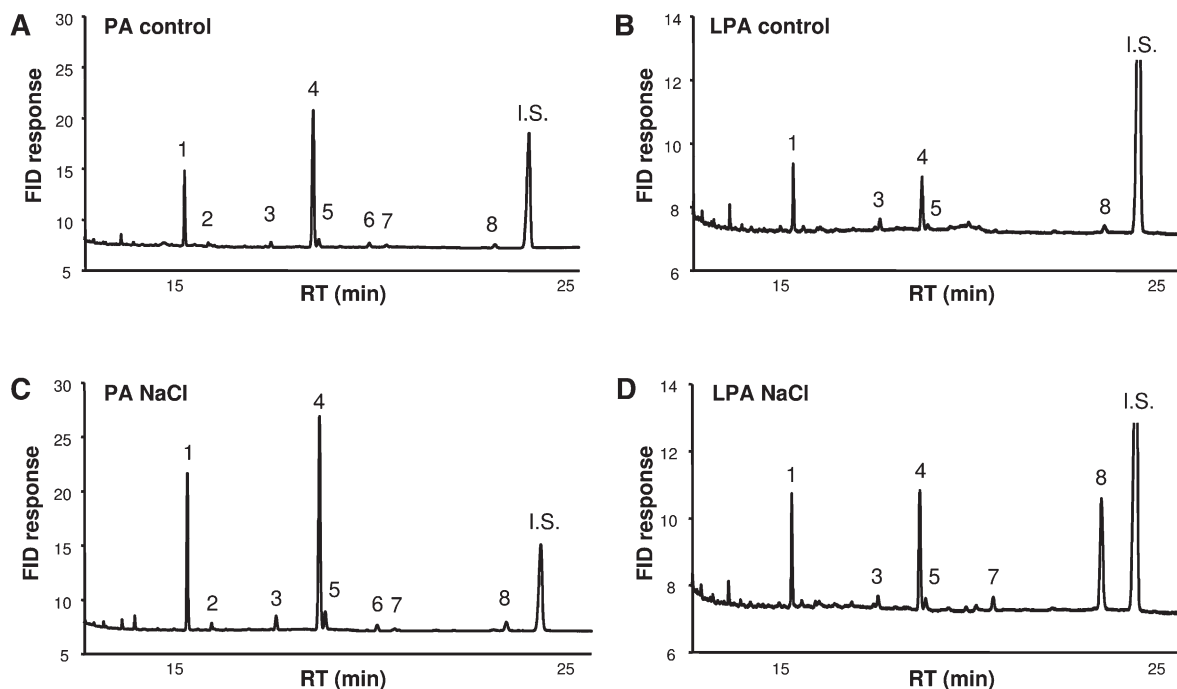 A
PA control
30
25
20
15
10
5
FID response
1
2
3
4
5
6
7
8
I.S.
15
25
RT (min)
B
LPA control
14
12
10
8
6
FID response
1
3
4
5
8
I.S.
15
25
RT (min)
C
PA NaCl
30
25
20
15
10
5
FID response
1
2
3
4
5
6
7
8
I.S.
15
25
RT (min)
D
LPA NaCl
14
12
10
8
6
FID response
1
3
4
5
7
8
I.S.
15
25
RT (min)